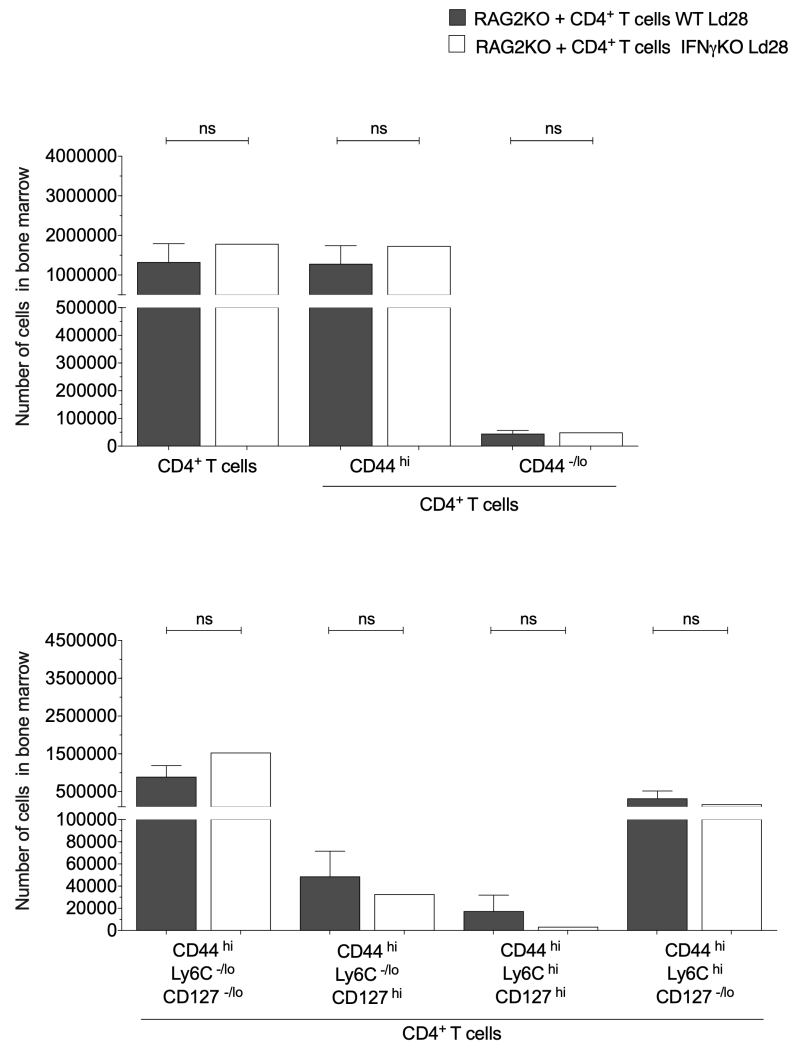 RAG2KO + CD4⁺ T cells WT Ld28
RAG2KO + CD4⁺ T cells IFNγKO Ld28
ns ns ns
Number of cells in bone marrow
4000000
3000000
2000000
1000000
500000
400000
300000
200000
100000
0
CD4⁺ T cells CD44 hi CD44 -/lo
CD4⁺ T cells
ns ns ns ns
Number of cells in bone marrow
4500000
3500000
2500000
1500000
500000
100000
80000
60000
40000
20000
0
CD44 hi CD44 hi CD44 hi CD44 hi
Ly6C -/lo Ly6C -/lo Ly6C hi Ly6C hi
CD127 -/lo CD127 hi CD127 hi CD127 -/lo
CD4⁺ T cells